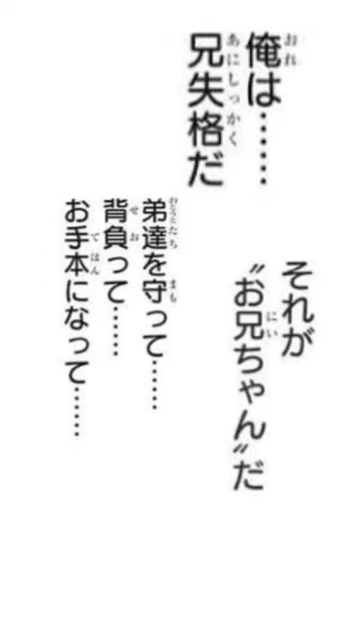 俺は……
兄失格だ
それが
〝お兄ちゃん〟だ
弟達を守って……
背負って……
お手本になって……